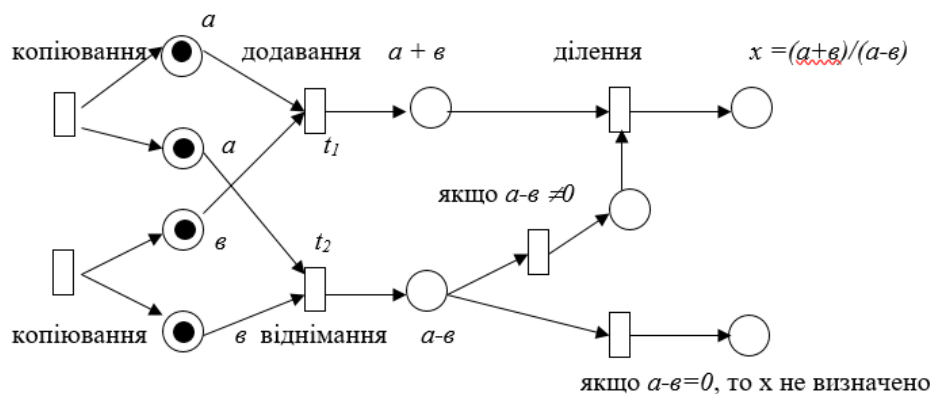 a
копіювання
додавання
a + в
ділення
x =(a+в)/(a-в)
t1
a
якщо a-в ≠0
в
t2
копіювання
в
віднімання
a-в
якщо a-в=0, то x не визначено